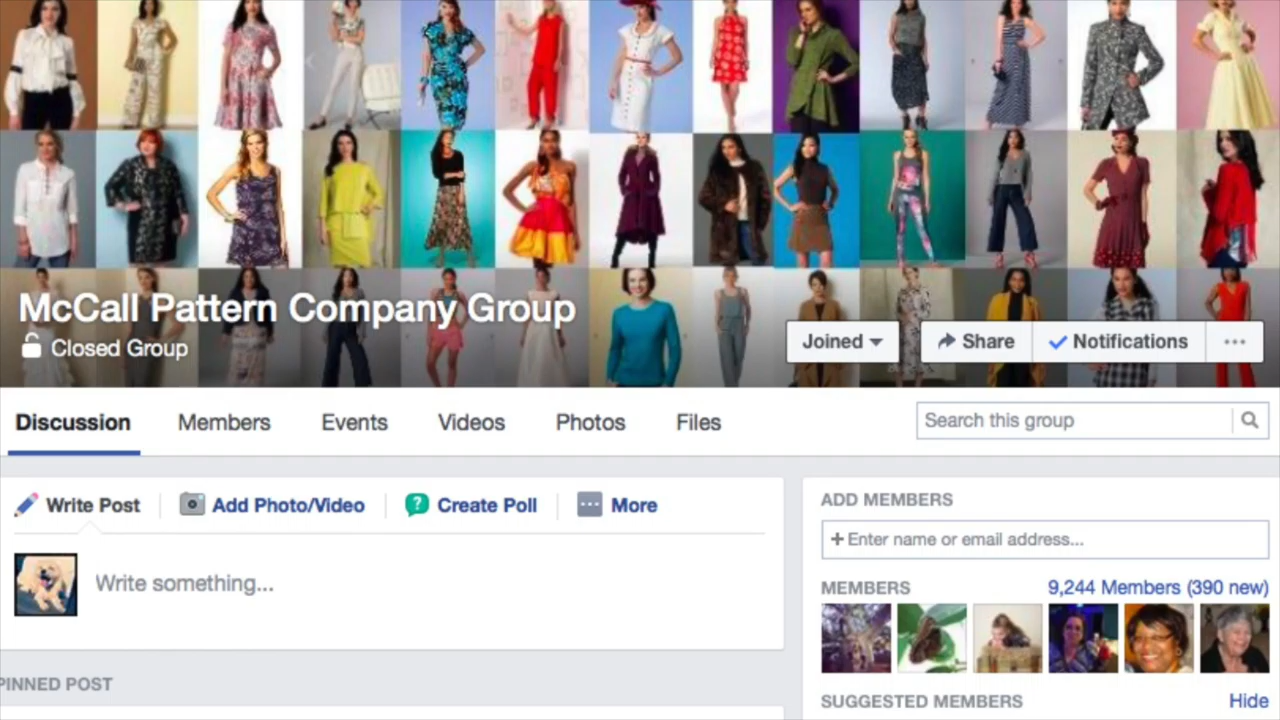 McCall Pattern Company Group
Closed Group
Joined
Share
Notifications
Discussion
Members
Events
Videos
Photos
Files
Search this group
Write Post
Add Photo/Video
Create Poll
More
Write something...
PINNED POST
ADD MEMBERS
+ Enter name or email address...
MEMBERS
9,244 Members (390 new)
SUGGESTED MEMBERS
Hide